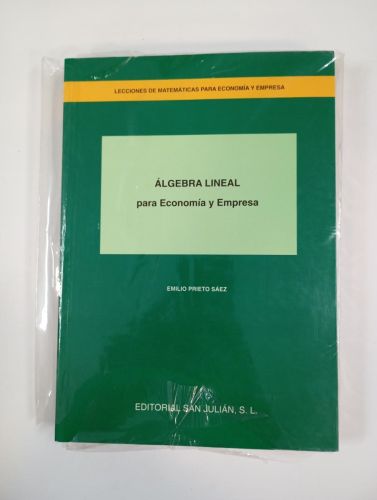 LECCIONES DE MATEMÁTICAS PARA ECONOMÍA Y EMPRESA
ÁLGEBRA LINEAL
para Economía y Empresa
EMILIO PRIETO SÁEZ
EDITORIAL SAN JULIÁN, S. L.